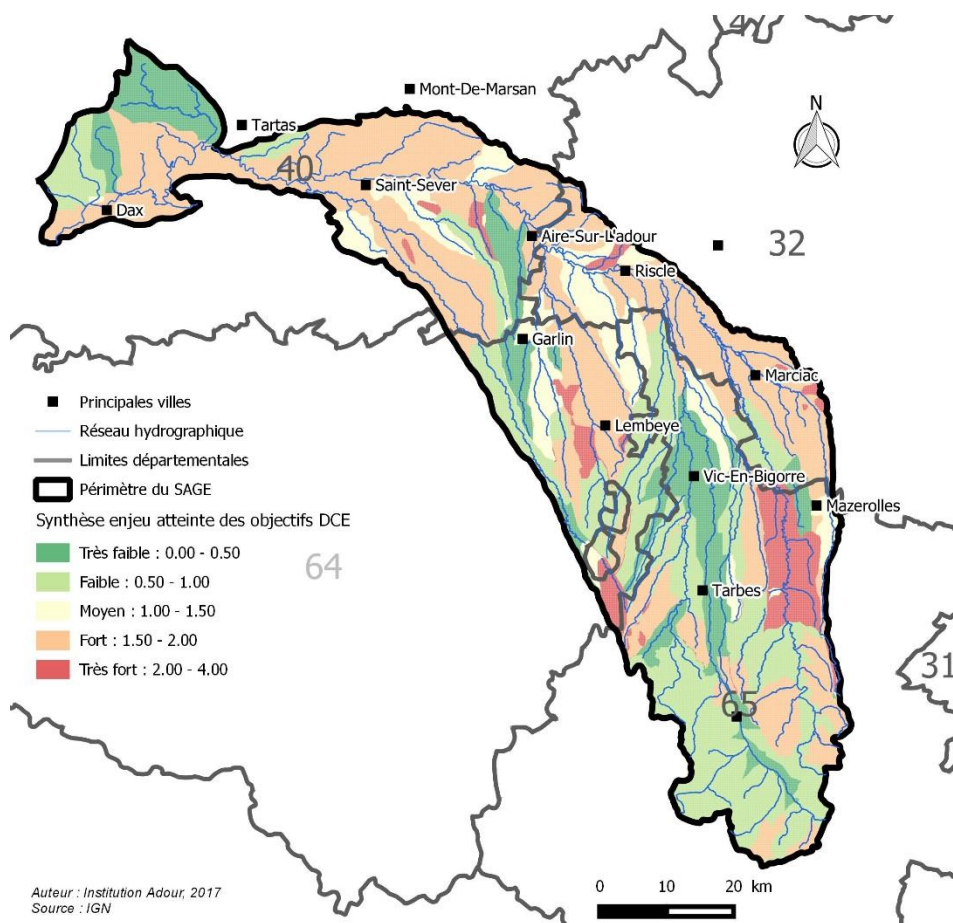 4
Mont-De-Marsan
N
Tartas
40
Saint-Sever
Dax
Aire-Sur-L'adour
32
Riscle
Garlin
Marciac
Principales villes
Réseau hydrographique
Lembeye
Limites départementales
Périmètre du SAGE
Vic-En-Bigorre
Mazerolles
Synthèse enjeu atteinte des objectifs DCE
Très faible : 0.00 - 0.50
64
Faible : 0.50 - 1.00
Tarbes
Moyen : 1.00 - 1.50
Fort : 1.50 - 2.00
31
Très fort : 2.00 - 4.00
65
Auteur : Institution Adour, 2017
Source : IGN
0 10 20 km